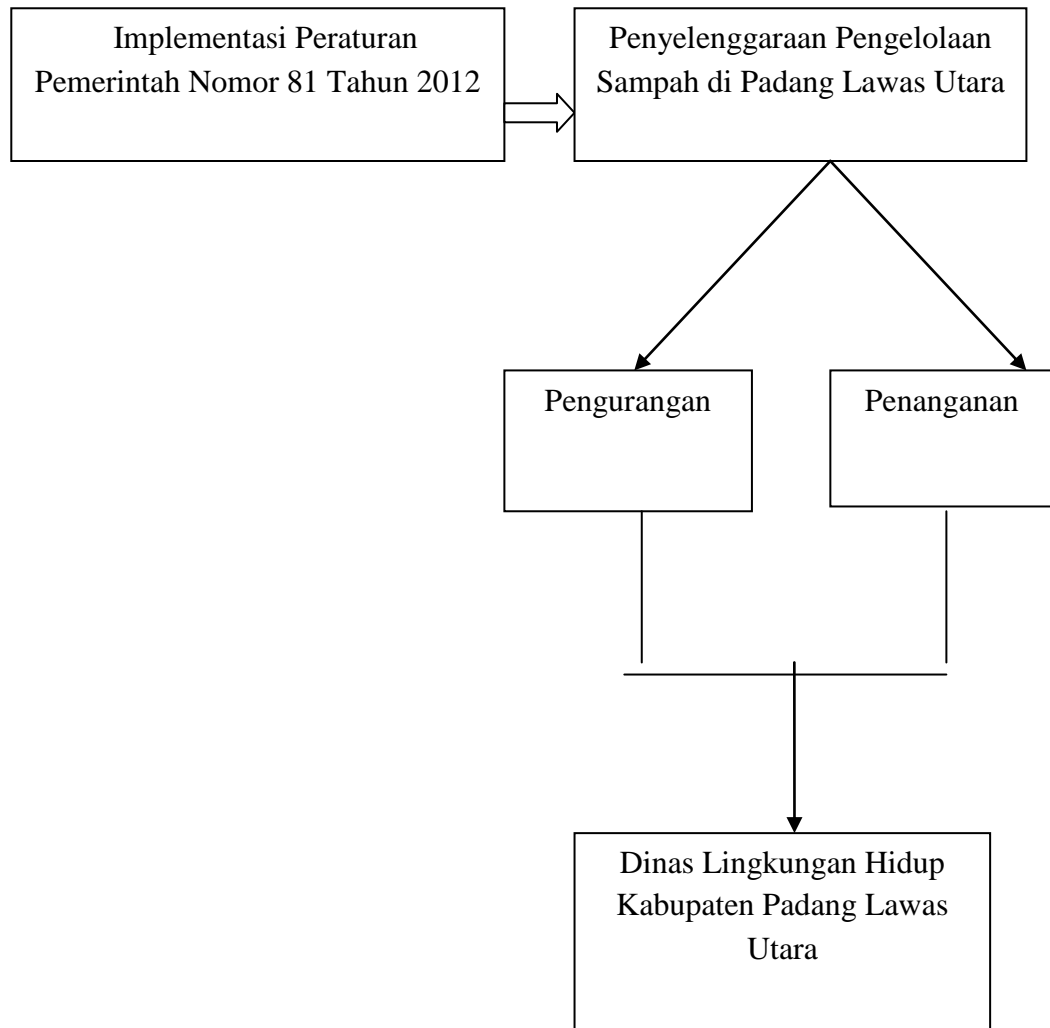 Implementasi Peraturan
Pemerintah Nomor 81 Tahun 2012
Penyelenggaraan Pengelolaan
Sampah di Padang Lawas Utara
Pengurangan
Penanganan
Dinas Lingkungan Hidup
Kabupaten Padang Lawas
Utara